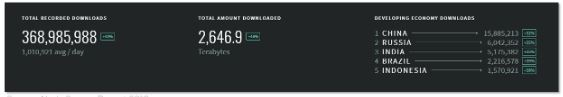 TOTAL RECORDED DOWNLOADS
368,985,988
1,010,921 avg / day
TOTAL AMOUNT DOWNLOADED
2,646.9
Terabytes
DEVELOPING ECONOMY DOWNLOADS
1 CHINA 15,885,213
2 RUSSIA 6,042,352
3 INDIA 5,175,382
4 BRAZIL 2,216,578
5 INDONESIA 1,570,921